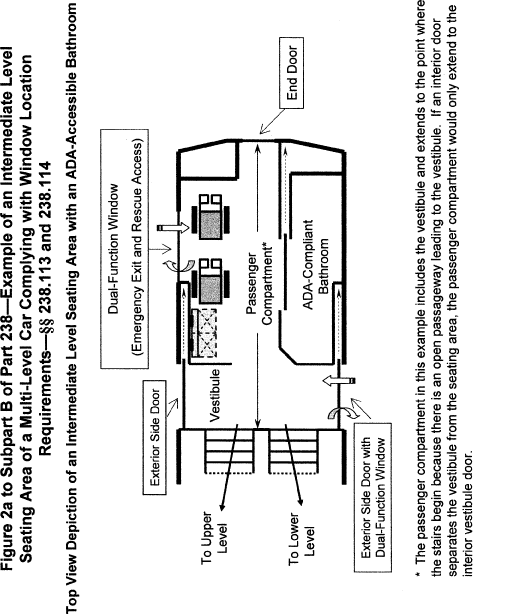 Figure 2a to Subpart B of Part 238—Example of an Intermediate Level
Seating Area of a Multi-Level Car Complying with Window Location
Requirements—§§ 238.113 and 238.114
Top View Depiction of an Intermediate Level Seating Area with an ADA-Accessible Bathroom
Dual-Function Window
(Emergency Exit and Rescue Access)
Exterior Side Door
End Door
Vestibule
Passenger
Compartment*
ADA-Compliant
Bathroom
To Upper
Level
To Lower
Level
Exterior Side Door with
Dual-Function Window
* The passenger compartment in this example includes the vestibule and extends to the point where
the stairs begin because there is an open passageway leading to the vestibule. If an interior door
separates the vestibule from the seating area, the passenger compartment would only extend to the
interior vestibule door.